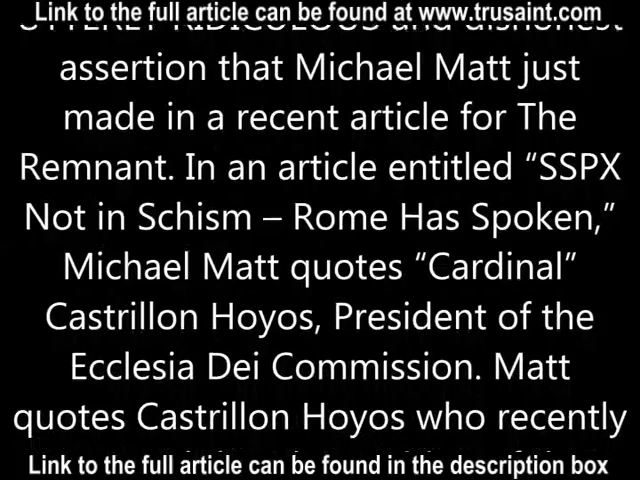 Link to the full article can be found at www.trusaint.com
UTTERLY RIDICULOUS and dishonest
assertion that Michael Matt just
made in a recent article for The
Remnant. In an article entitled “SSPX
Not in Schism – Rome Has Spoken,”
Michael Matt quotes “Cardinal”
Castrillon Hoyos, President of the
Ecclesia Dei Commission. Matt
quotes Castrillon Hoyos who recently
Link to the full article can be found in the description box